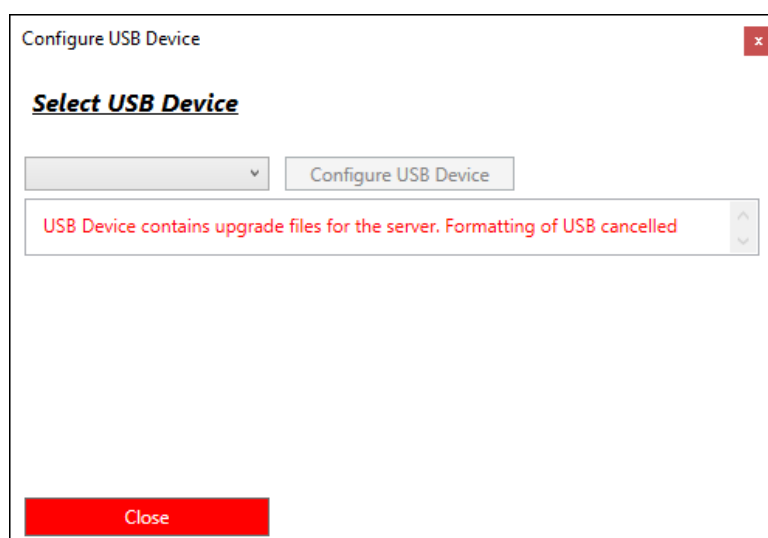 Configure USB Device
x
Select USB Device
Configure USB Device
USB Device contains upgrade files for the server. Formatting of USB cancelled
Close